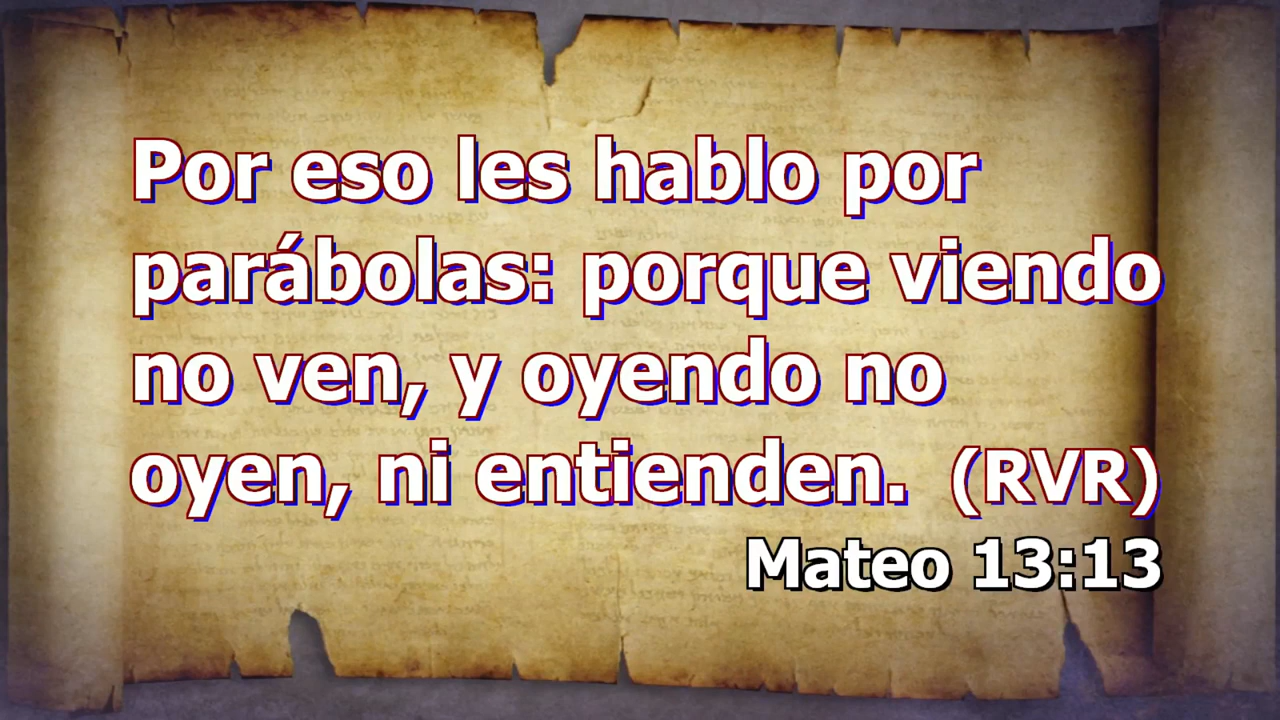 Por eso les hablo por
parábolas: porque viendo
no ven, y oyendo no
oyen, ni entienden. (RVR)
Mateo 13:13